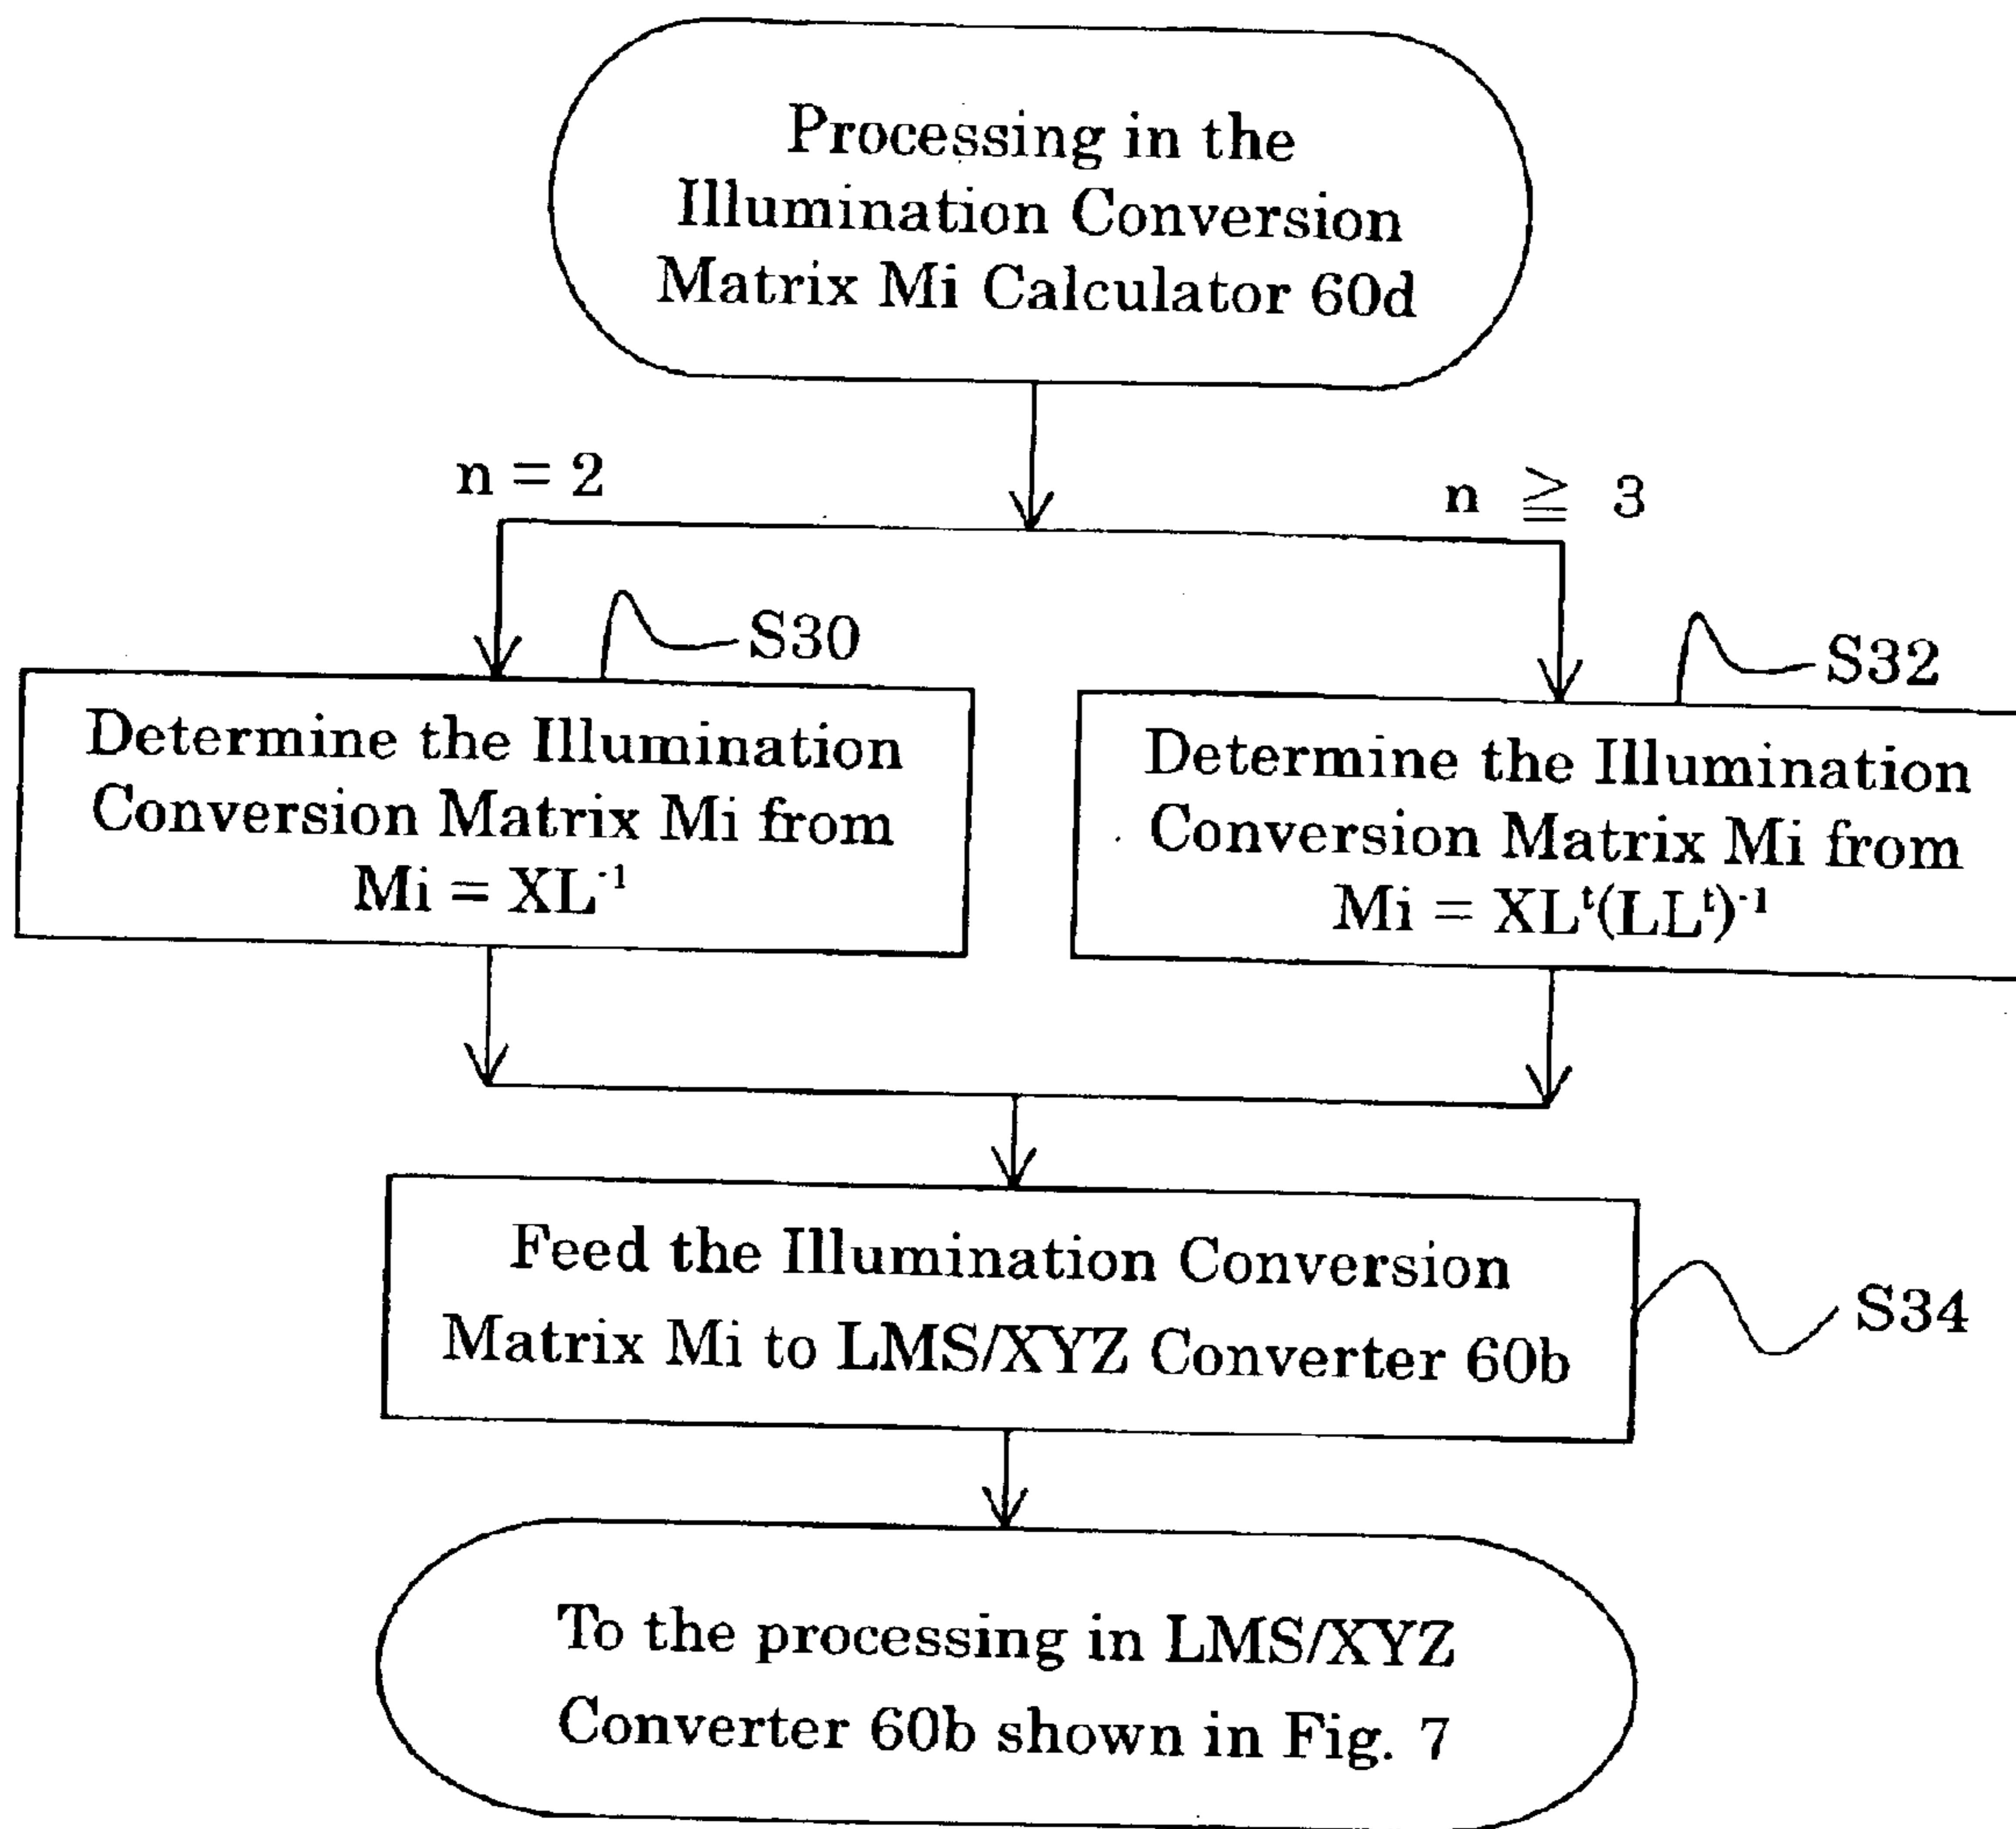 Processing in the
Illumination Conversion
Matrix Mi Calculator 60d
n = 2
n ≧ 3
S30
S32
Determine the Illumination
Conversion Matrix Mi from
Mi = XL⁻¹
Determine the Illumination
Conversion Matrix Mi from
Mi = XLᵗ(LLᵗ)⁻¹
Feed the Illumination Conversion
Matrix Mi to LMS/XYZ Converter 60b
S34
To the processing in LMS/XYZ
Converter 60b shown in Fig. 7